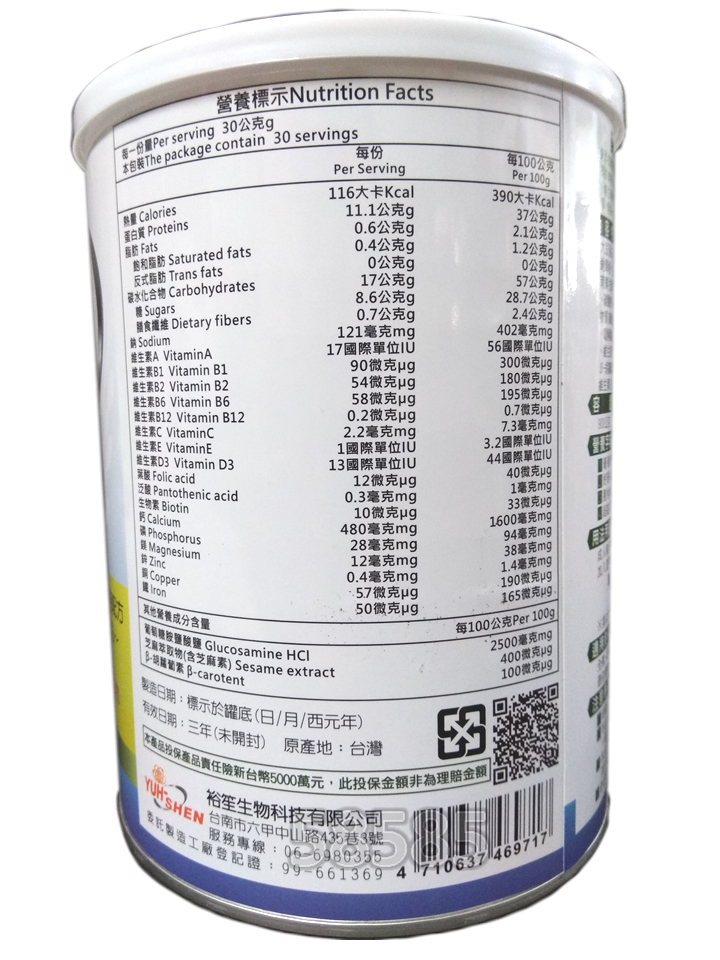 營養標示Nutrition Facts
每一份量Per serving 30公克g
本包裝The package contain 30 servings
每份 每100公克
Per Serving Per 100g
熱量 Calories 116大卡Kcal 390大卡Kcal
蛋白質 Proteins 11.1公克g 37公克g
脂肪 Fats 0.6公克g 2.1公克g
飽和脂肪 Saturated fats 0.4公克g 1.2公克g
反式脂肪 Trans fats 0公克g 0公克g
碳水化合物 Carbohydrates 17公克g 57公克g
糖 Sugars 8.6公克g 28.7公克g
膳食纖維 Dietary fibers 0.7公克g 2.4公克g
鈉 Sodium 121毫克mg 402毫克mg
維生素A VitaminA 17國際單位IU 56國際單位IU
維生素B1 Vitamin B1 90微克μg 300微克μg
維生素B2 Vitamin B2 54微克μg 180微克μg
維生素B6 Vitamin B6 58微克μg 195微克μg
維生素B12 Vitamin B12 0.2微克μg 0.7微克μg
維生素C VitaminC 2.2毫克mg 7.3毫克mg
維生素E VitaminE 1國際單位IU 3.2國際單位IU
維生素D3 Vitamin D3 13國際單位IU 44國際單位IU
葉酸 Folic acid 12微克μg 40微克μg
泛酸 Pantothenic acid 0.3毫克mg 1毫克mg
生物素 Biotin 10微克μg 33微克μg
鈣 Calcium 480毫克mg 1600毫克mg
磷 Phosphorus 28毫克mg 94毫克mg
鎂 Magnesium 12毫克mg 38毫克mg
鋅 Zinc 0.4毫克mg 1.4毫克mg
銅 Copper 57微克μg 190微克μg
鐵 Iron 50微克μg 165微克μg
其他營養成分含量 每100公克Per 100g
葡萄糖胺鹽酸鹽 Glucosamine HCl 2500毫克mg
芝麻萃取物(含芝麻素) Sesame extract 400微克μg
β-胡蘿蔔素 β-carotent 100微克μg
製造日期：標示於罐底(日/月/西元年)
有效日期：三年(未開封) 原產地：台灣
本產品投保產品責任險新台幣5000萬元，此投保金額非為理賠金額
YUH-SHEN
裕笙生物科技有限公司
台南市六甲中山路435巷3號
服務專線：06-6980355
委託製造工廠登記證：99-661369
4 710637 469717
58585
配方